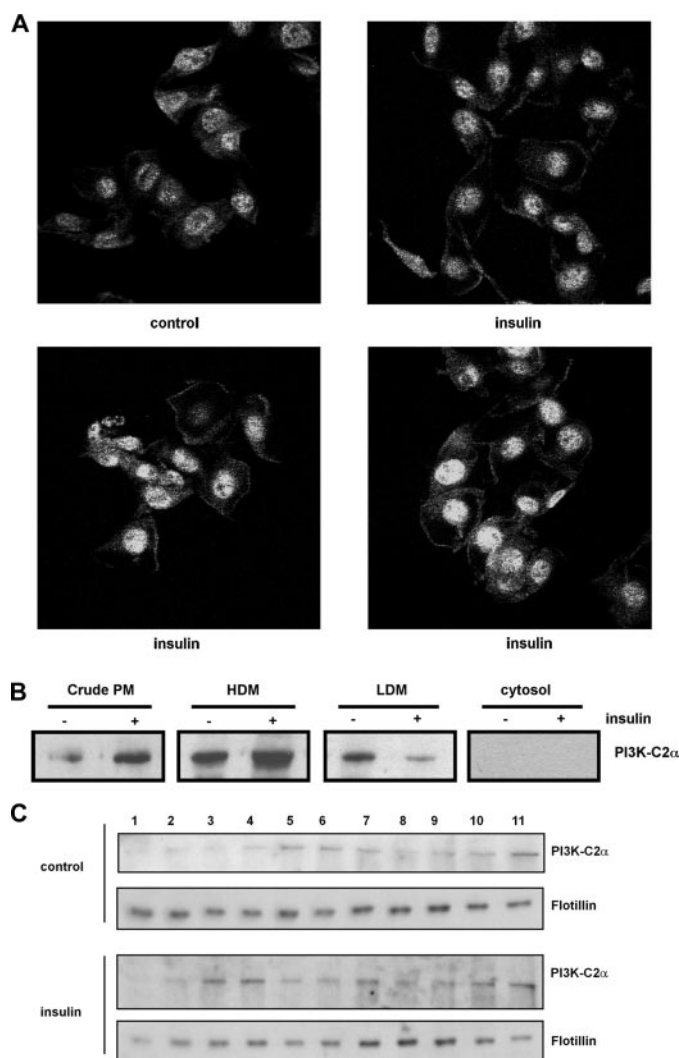 A
control
insulin
insulin
insulin
B
Crude PM HDM LDM cytosol
- + - + - + - + insulin
PI3K-C2α
C
1 2 3 4 5 6 7 8 9 10 11
control
PI3K-C2α
Flotillin
insulin
PI3K-C2α
Flotillin